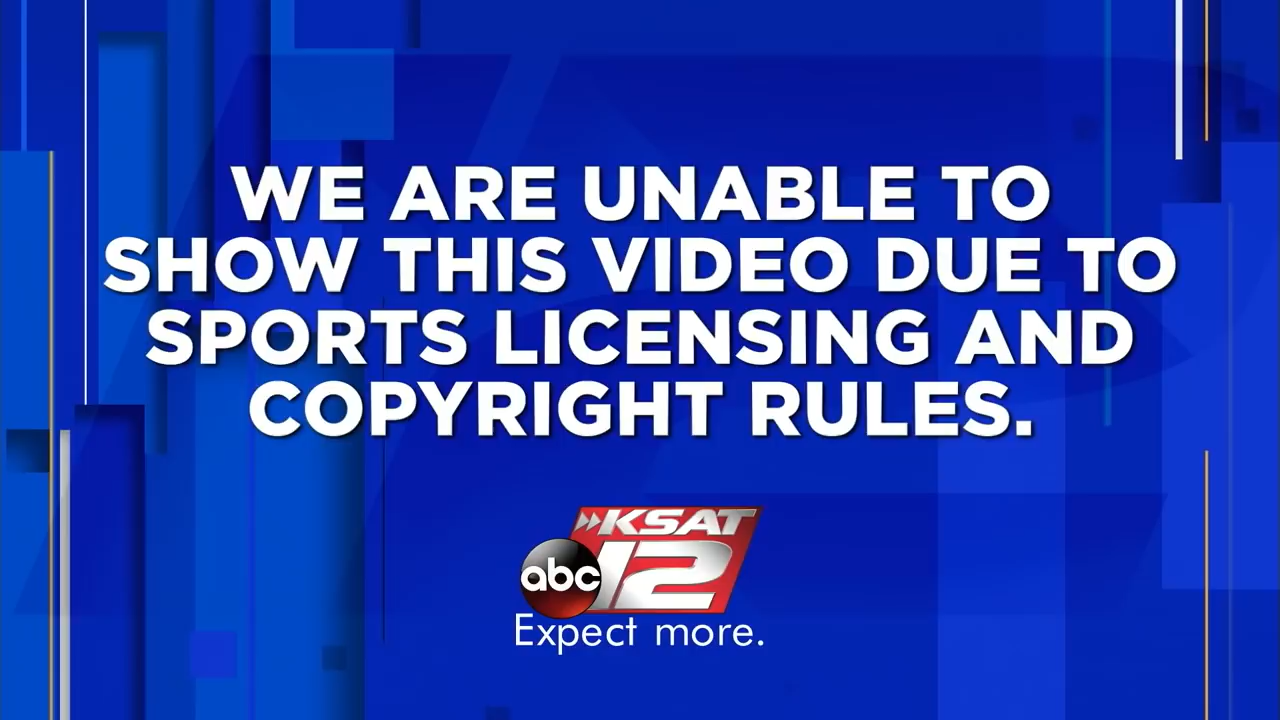 WE ARE UNABLE TO
SHOW THIS VIDEO DUE TO
SPORTS LICENSING AND
COPYRIGHT RULES.
KSAT
abc 12
Expect more.